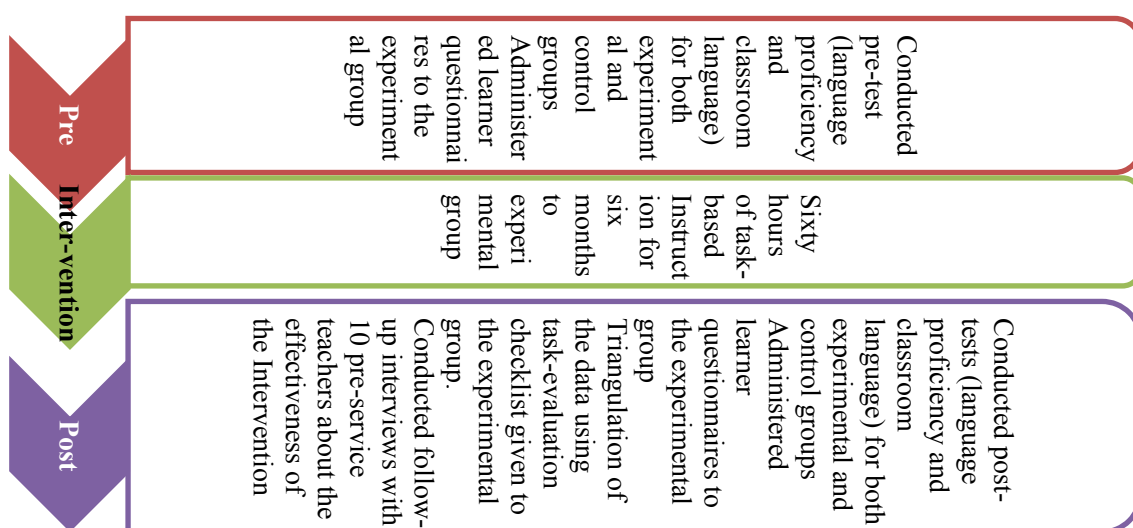 Pre
Conducted
pre-test
(language
proficiency
and
classroom
language)
for both
experiment
al and
control
groups
Administer
ed learner
questionnai
res to the
experiment
al group
Inter-vention
Sixty
hours
of task-
based
Instruct
ion for
six
months
to
experi
mental
group
Post
Conducted post-
tests (language
proficiency and
classroom
language) for both
experimental and
control groups
Administered
learner
questionnaires to
the experimental
group
Triangulation of
the data using
task-evaluation
checklist given to
the experimental
group.
Conducted follow-
up interviews with
10 pre-service
teachers about the
effectiveness of
the Intervention